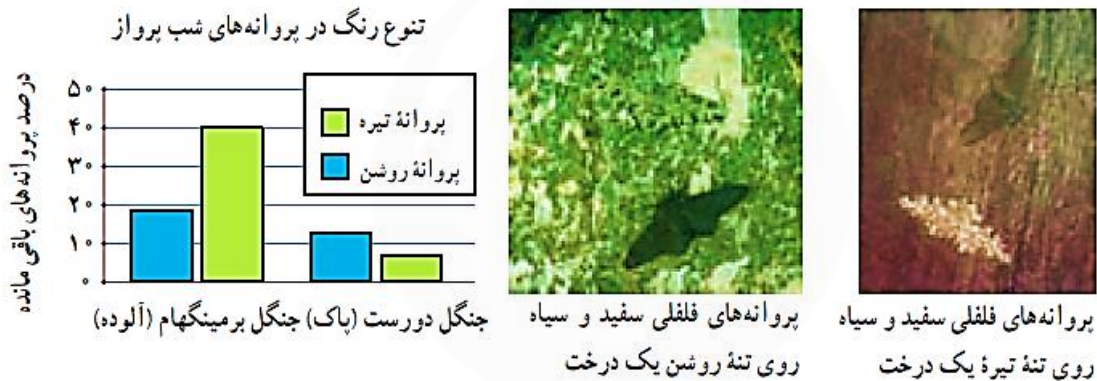 تنوع رنگ در پروانه‌های شب پرواز
درصد پروانه‌های باقی مانده
۵۰
۴۰
۳۰
۲۰
۱۰
۰
پروانهٔ تیره
پروانهٔ روشن
جنگل دورست (پاک) جنگل برمینگهام (آلوده)
پروانه‌های فلفلی سفید و سیاه
روی تنهٔ روشن یک درخت
پروانه‌های فلفلی سفید و سیاه
روی تنهٔ تیرهٔ یک درخت